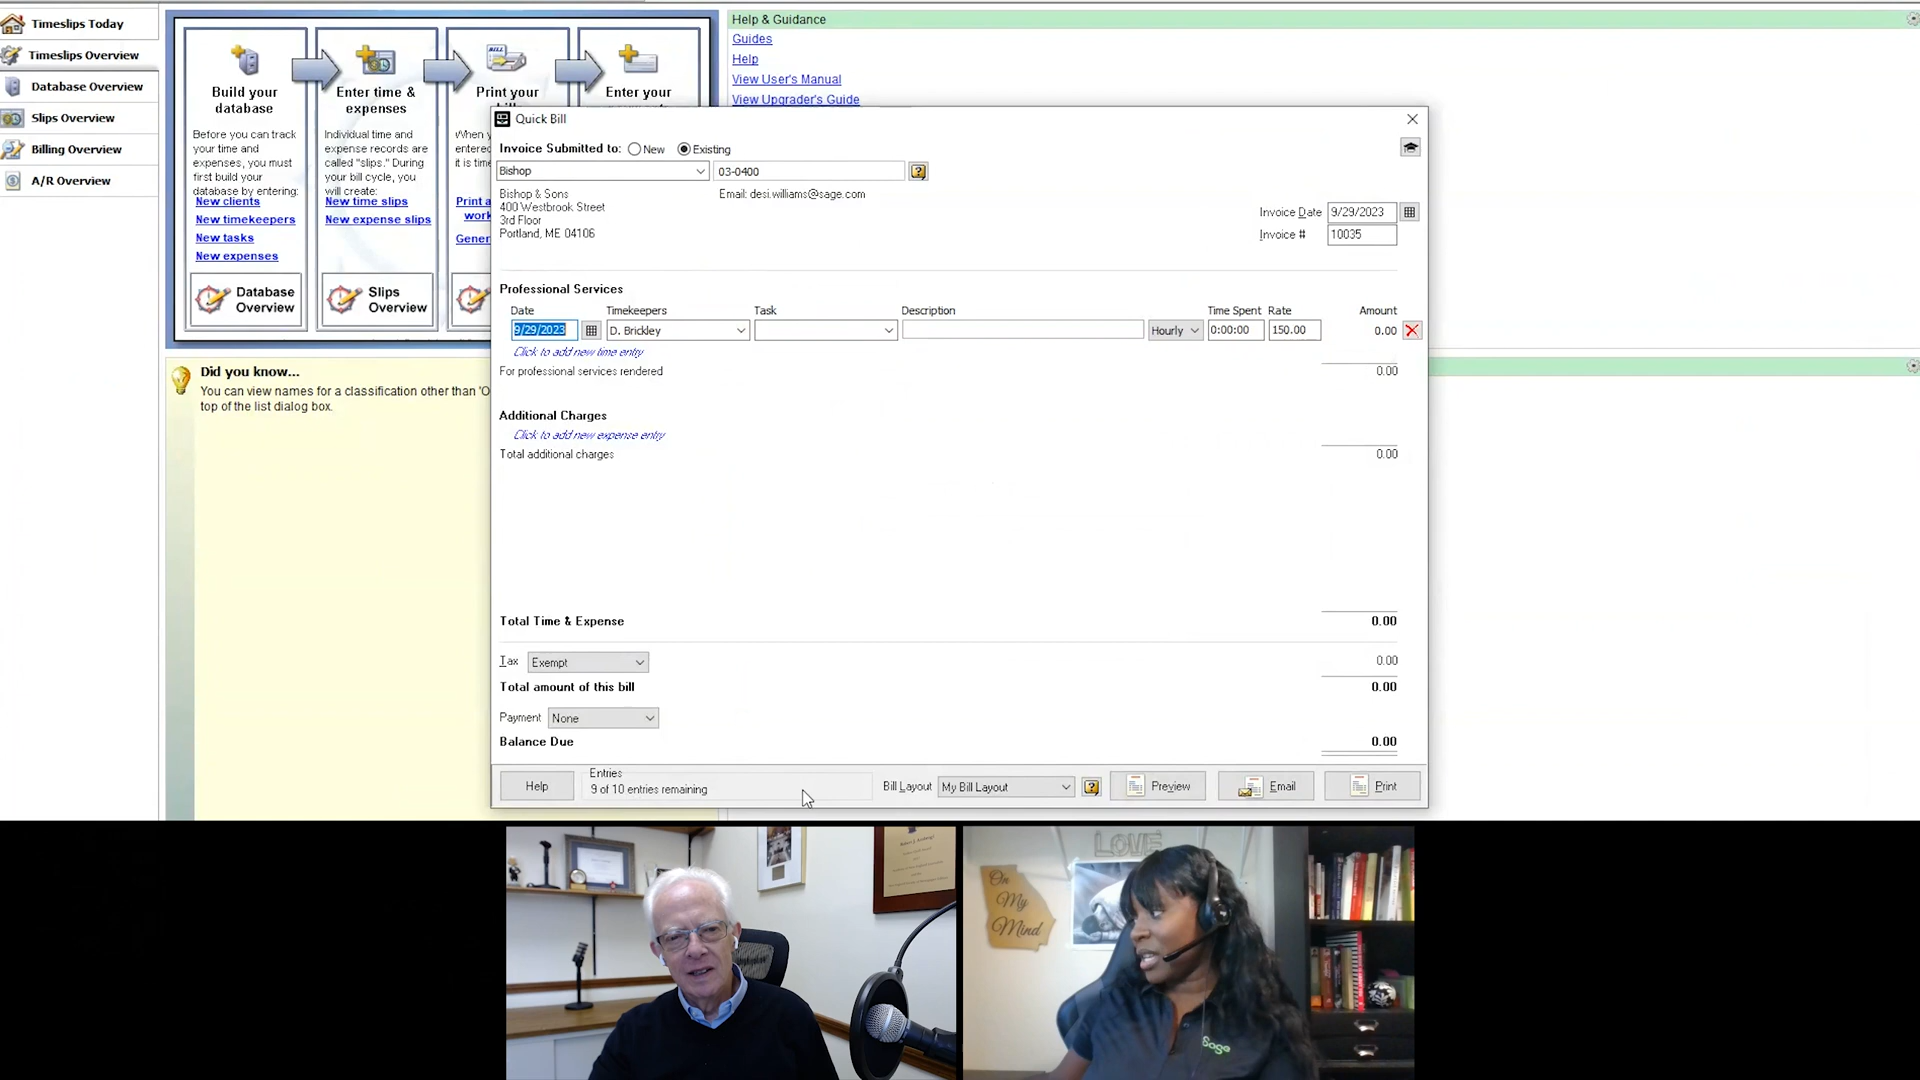 Timeslips Today
Timeslips Overview
Database Overview
Slips Overview
Billing Overview
A/R Overview
Build your
database
Before you can track
your time and
expenses, you must
first build your
database by entering:
New clients
New timekeepers
New tasks
New expenses
Database
Overview
Enter time &
expenses
Individual time and
expense records are
called "slips." During
your bill cycle, you
will create:
New time slips
New expense slips
Slips
Overview
BILL
Print your
When y
entered
it is time
Print a
work
Gener
Enter your
Did you know...
You can view names for a classification other than 'O
top of the list dialog box.
Help & Guidance
Guides
Help
View User's Manual
View Upgrader's Guide
Quick Bill
Invoice Submitted to: New Existing
Bishop 03-0400
Bishop & Sons Email: desi.williams@sage.com
400 Westbrook Street
3rd Floor
Portland, ME 04106
Invoice Date 9/29/2023
Invoice # 10035
Professional Services
Date Timekeepers Task Description Time Spent Rate Amount
9/29/2023 D. Brickley Hourly 0:00:00 150.00 0.00
Click to add new time entry
For professional services rendered 0.00
Additional Charges
Click to add new expense entry
Total additional charges 0.00
Total Time & Expense 0.00
Tax Exempt 0.00
Total amount of this bill 0.00
Payment None
Balance Due 0.00
Help
Entries
9 of 10 entries remaining
Bill Layout My Bill Layout Preview Email Print
LOVE
On
My
Mind
Sage